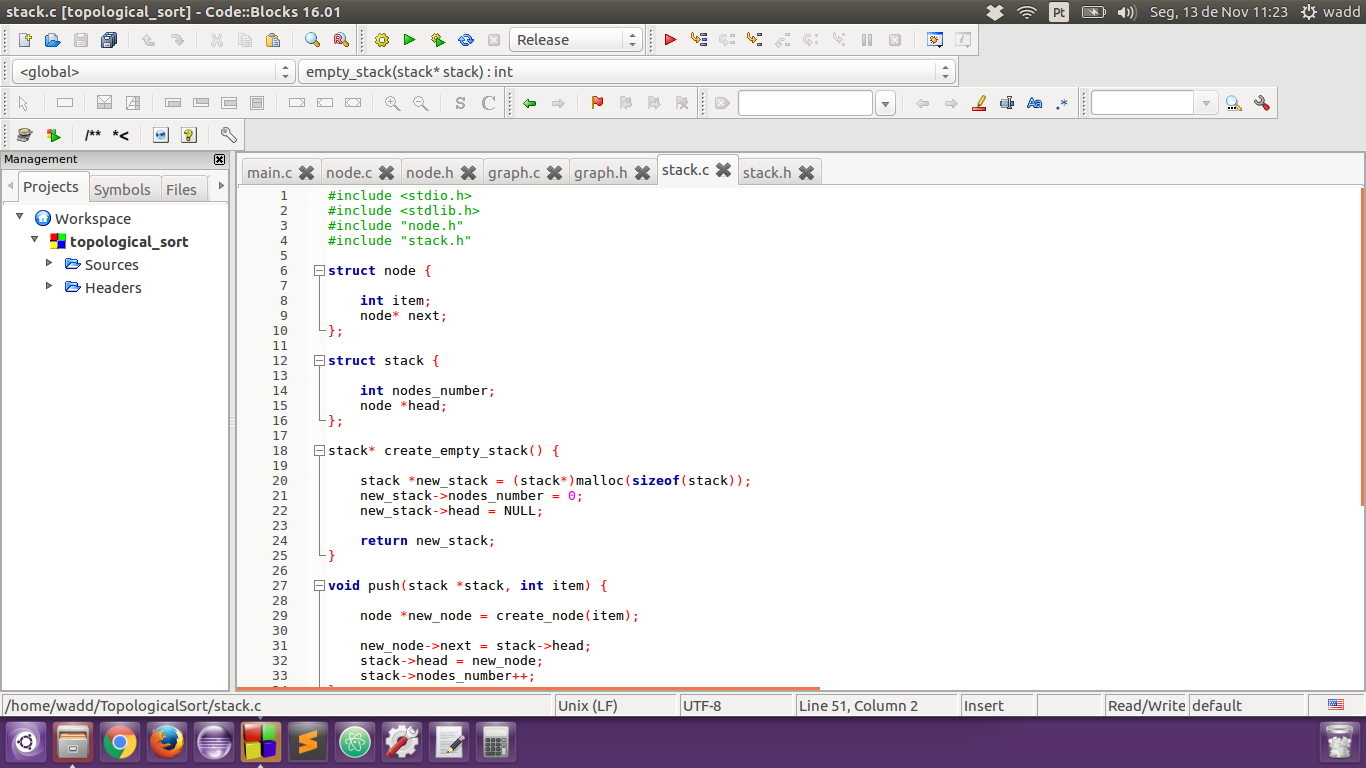 stack.c [topological_sort] - Code::Blocks 16.01
Pt
Seg, 13 de Nov 11:23
wadd
Release
<global>
empty_stack(stack* stack) : int
S C
Aa .*
/** *<
Management
Projects Symbols Files
Workspace
topological_sort
Sources
Headers
main.c node.c node.h graph.c graph.h stack.c stack.h
1 #include <stdio.h>
2 #include <stdlib.h>
3 #include "node.h"
4 #include "stack.h"
5
6 struct node {
7
8 int item;
9 node* next;
10 };
11
12 struct stack {
13
14 int nodes_number;
15 node *head;
16 };
17
18 stack* create_empty_stack() {
19
20 stack *new_stack = (stack*)malloc(sizeof(stack));
21 new_stack->nodes_number = 0;
22 new_stack->head = NULL;
23
24 return new_stack;
25 }
26
27 void push(stack *stack, int item) {
28
29 node *new_node = create_node(item);
30
31 new_node->next = stack->head;
32 stack->head = new_node;
33 stack->nodes_number++;
/home/wadd/TopologicalSort/stack.c
Unix (LF)
UTF-8
Line 51, Column 2
Insert
Read/Write
default